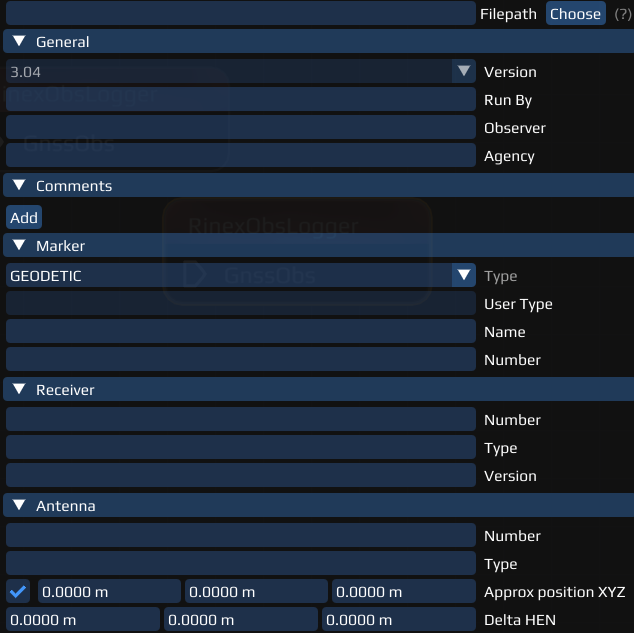 Filepath Choose (?)
General
3.04 Version
Run By
Observer
Agency
Comments
Add
RinexObsLogger
Marker
GEODETIC Type
GnssObs
User Type
Name
Number
Receiver
Number
Type
Version
Antenna
Number
Type
0.0000 m 0.0000 m 0.0000 m Approx position XYZ
0.0000 m 0.0000 m 0.0000 m Delta HEN